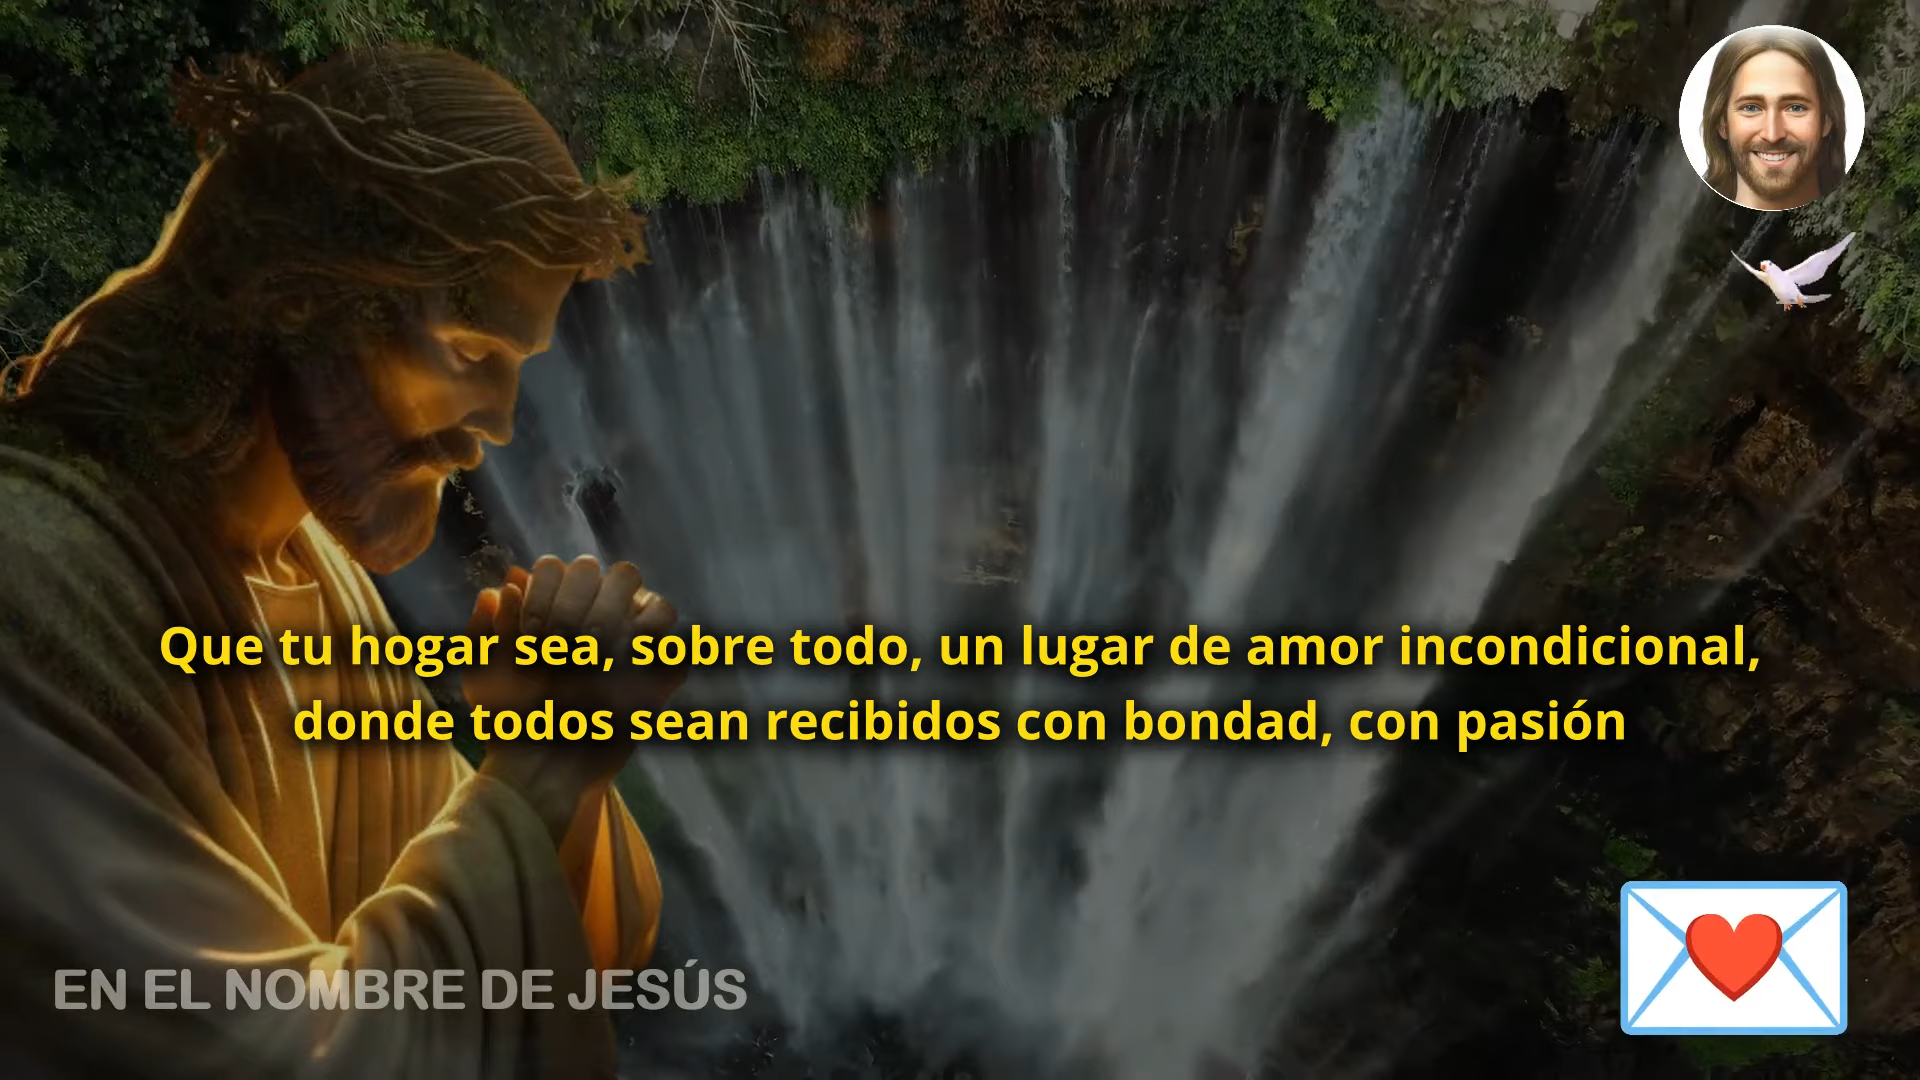 Que tu hogar sea, sobre todo, un lugar de amor incondicional,
donde todos sean recibidos con bondad, con pasión
EN EL NOMBRE DE JESÚS